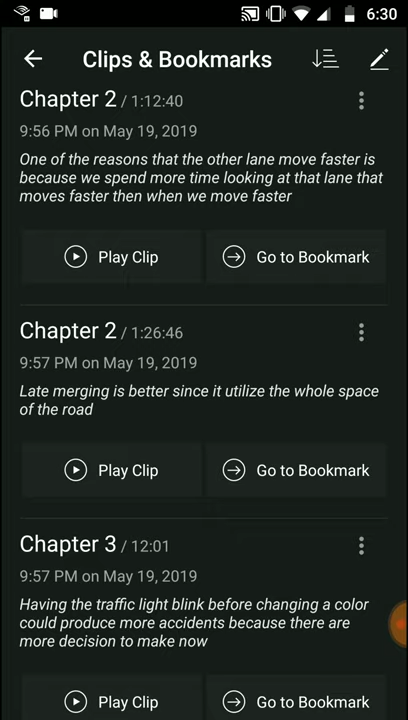 6:30
Clips & Bookmarks
Chapter 2 / 1:12:40
9:56 PM on May 19, 2019
One of the reasons that the other lane move faster is
because we spend more time looking at that lane that
moves faster then when we move faster
Play Clip Go to Bookmark
Chapter 2 / 1:26:46
9:57 PM on May 19, 2019
Late merging is better since it utilize the whole space
of the road
Play Clip Go to Bookmark
Chapter 3 / 12:01
9:57 PM on May 19, 2019
Having the traffic light blink before changing a color
could produce more accidents because there are
more decision to make now
Play Clip Go to Bookmark